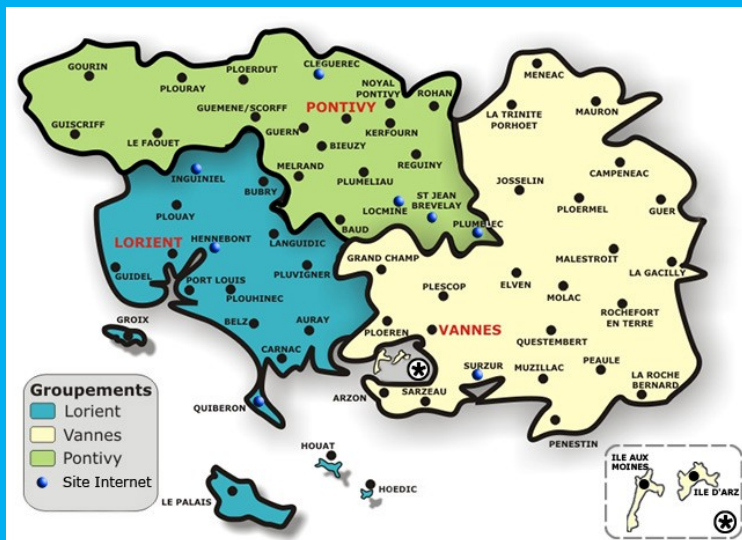 CLEGUEREC
MENEAC
GOURIN
PLOERDUT
PLOURAY
NOYAL
PONTIVY
ROHAN
PONTIVY
LA TRINITE
PORHOET
MAURON
GUEMENE/SCORFF
GUISCRIFF
LE FAOUET
GUERN
KERFOURN
BIEUZY
REGUINY
MELRAND
PLUMELIAU
CAMPENEAC
INGUINIEL
BUBRY
JOSSELIN
PLOERMEL
GUER
ST JEAN
BREVELAY
LOCMINE
PLUMELEC
PLOUAY
BAUD
LORIENT
HENNEBONT
LANGUIDIC
GRAND CHAMP
MALESTROIT
LA GACILLY
GUIDEL
PORT LOUIS
PLUVIGNER
PLOUHINEC
ELVEN
PLESCOP
MOLAC
ROCHEFORT
EN TERRE
GROIX
BELZ
AURAY
PLOEREN
VANNES
QUESTEMBERT
CARNAC
SURZUR
MUZILLAC
PEAULE
LA ROCHE
BERNARD
QUIBERON
ARZON
SARZEAU
PENESTIN
Groupements
Lorient
Vannes
Pontivy
Site Internet
HOUAT
HOEDIC
LE PALAIS
ILE AUX
MOINES
ILE D'ARZ